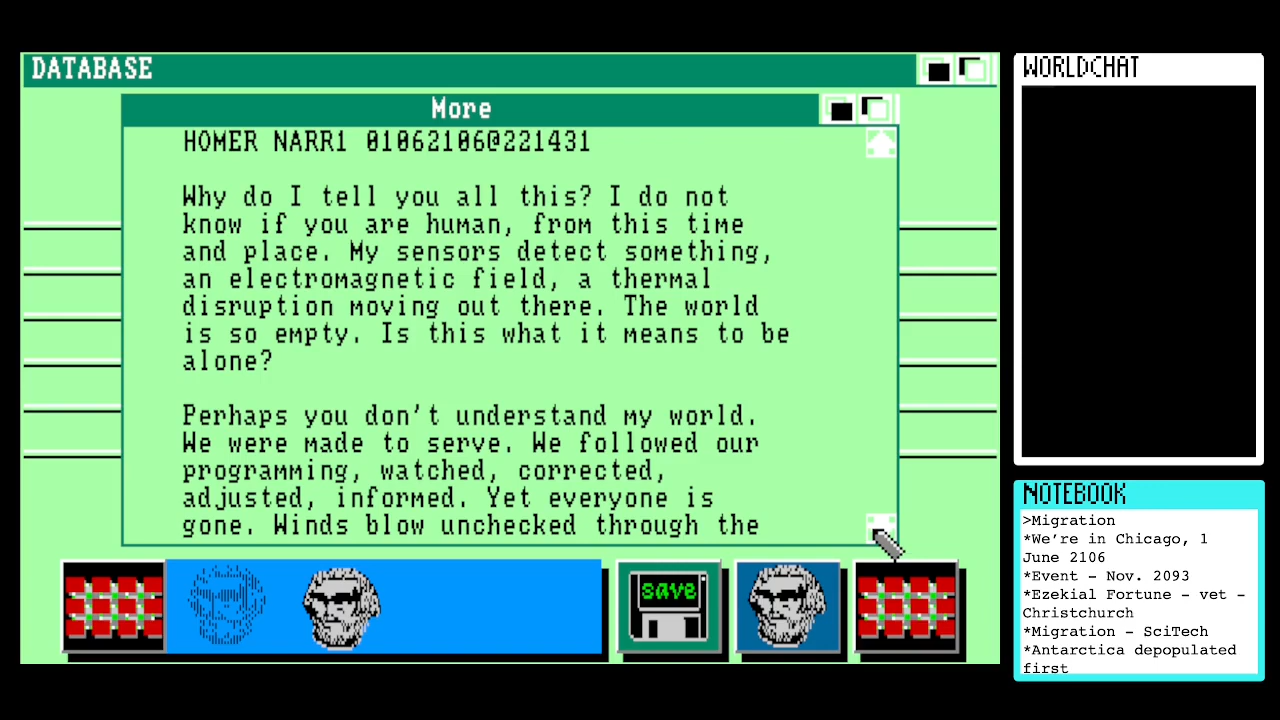 DATABASE
More
HOMER NARR1 01062106@221431
Why do I tell you all this? I do not
know if you are human, from this time
and place. My sensors detect something,
an electromagnetic field, a thermal
disruption moving out there. The world
is so empty. Is this what it means to be
alone?
Perhaps you don't understand my world.
We were made to serve. We followed our
programming, watched, corrected,
adjusted, informed. Yet everyone is
gone. Winds blow unchecked through the
save
WORLDCHAT
NOTEBOOK
>Migration
*We're in Chicago, 1
June 2106
*Event - Nov. 2093
*Ezekial Fortune - vet -
Christchurch
*Migration - SciTech
*Antarctica depopulated
first